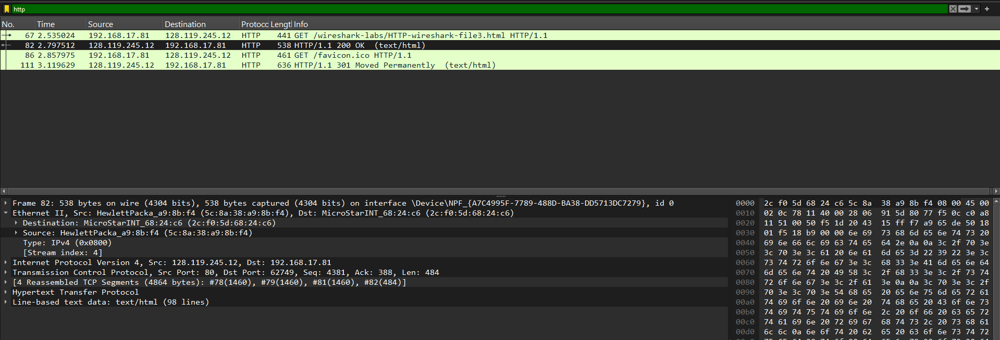 http
No. Time Source Destination Protoco Lengtl Info
67 2.535024 192.168.17.81 128.119.245.12 HTTP 441 GET /wireshark-labs/HTTP-wireshark-file3.html HTTP/1.1
82 2.797512 128.119.245.12 192.168.17.81 HTTP 538 HTTP/1.1 200 OK (text/html)
86 2.857975 192.168.17.81 128.119.245.12 HTTP 461 GET /favicon.ico HTTP/1.1
111 3.119629 128.119.245.12 192.168.17.81 HTTP 636 HTTP/1.1 301 Moved Permanently (text/html)
Frame 82: 538 bytes on wire (4304 bits), 538 bytes captured (4304 bits) on interface \Device\NPF_{A7C4995F-7789-488D-BA38-DD5713DC7279}, id 0
Ethernet II, Src: HewlettPacka_a9:8b:f4 (5c:8a:38:a9:8b:f4), Dst: MicroStarINT_68:24:c6 (2c:f0:5d:68:24:c6)
Destination: MicroStarINT_68:24:c6 (2c:f0:5d:68:24:c6)
Source: HewlettPacka_a9:8b:f4 (5c:8a:38:a9:8b:f4)
Type: IPv4 (0x0800)
[Stream index: 4]
Internet Protocol Version 4, Src: 128.119.245.12, Dst: 192.168.17.81
Transmission Control Protocol, Src Port: 80, Dst Port: 62749, Seq: 4381, Ack: 388, Len: 484
[4 Reassembled TCP Segments (4864 bytes): #78(1460), #79(1460), #81(1460), #82(484)]
Hypertext Transfer Protocol
Line-based text data: text/html (98 lines)
0000 2c f0 5d 68 24 c6 5c 8a 38 a9 8b f4 08 00 45 00
0010 02 0c 78 11 40 00 28 06 91 5d 80 77 f5 0c c0 a8
0020 11 51 00 50 f5 1d 20 43 15 ff f7 a9 65 de 50 18
0030 01 f5 18 b9 00 00 6e 69 73 68 6d 65 6e 74 73 20
0040 69 6e 66 6c 69 63 74 65 64 2e 0a 0a 3c 2f 70 3e
0050 3c 70 3e 3c 61 20 6e 61 6d 65 3d 22 39 22 3e 3c
0060 73 74 72 6f 6e 67 3e 3c 68 33 3e 41 6d 65 6e 64
0070 6d 65 6e 74 20 49 58 3c 2f 68 33 3e 3c 2f 73 74
0080 72 6f 6e 67 3e 3c 2f 61 3e 0a 0a 3c 70 3e 3c 2f
0090 70 3e 3c 70 3e 54 68 65 20 65 6e 75 6d 65 72 61
00a0 74 69 6f 6e 20 69 6e 20 74 68 65 20 43 6f 6e 73
00b0 74 69 74 75 74 69 6f 6e 2c 20 6f 66 20 63 65 72
00c0 74 61 69 6e 20 72 69 67 68 74 73 2c 20 73 68 61
00d0 6c 6c 0a 6e 6f 74 20 62 65 20 63 6f 6e 73 74 72